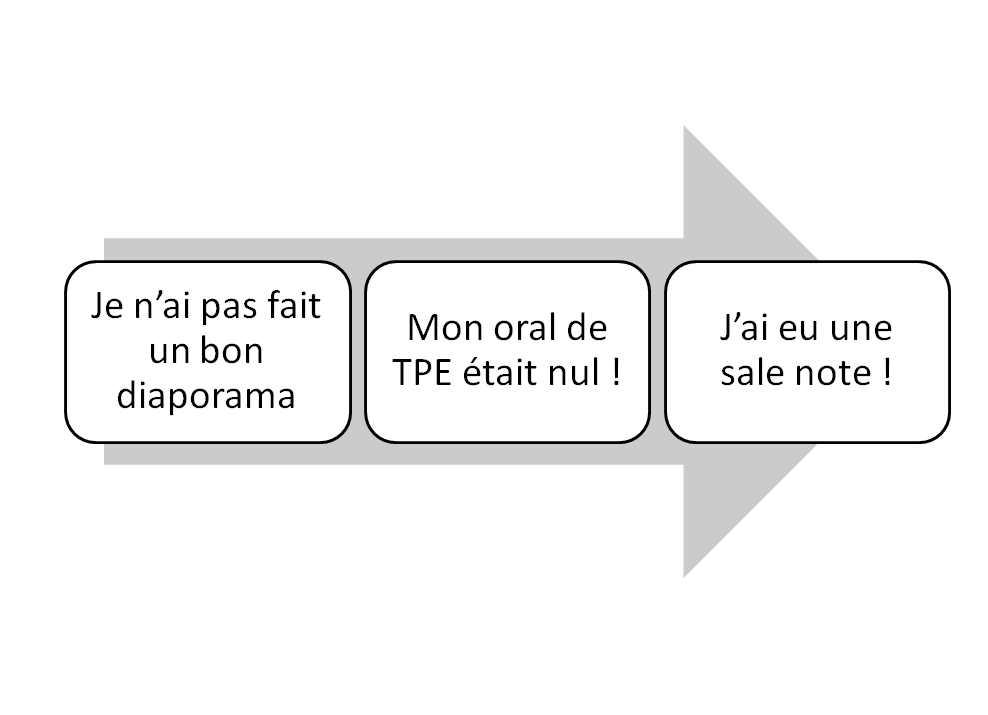 Je n’ai pas fait
un bon
diaporama
Mon oral de
TPE était nul !
J’ai eu une
sale note !